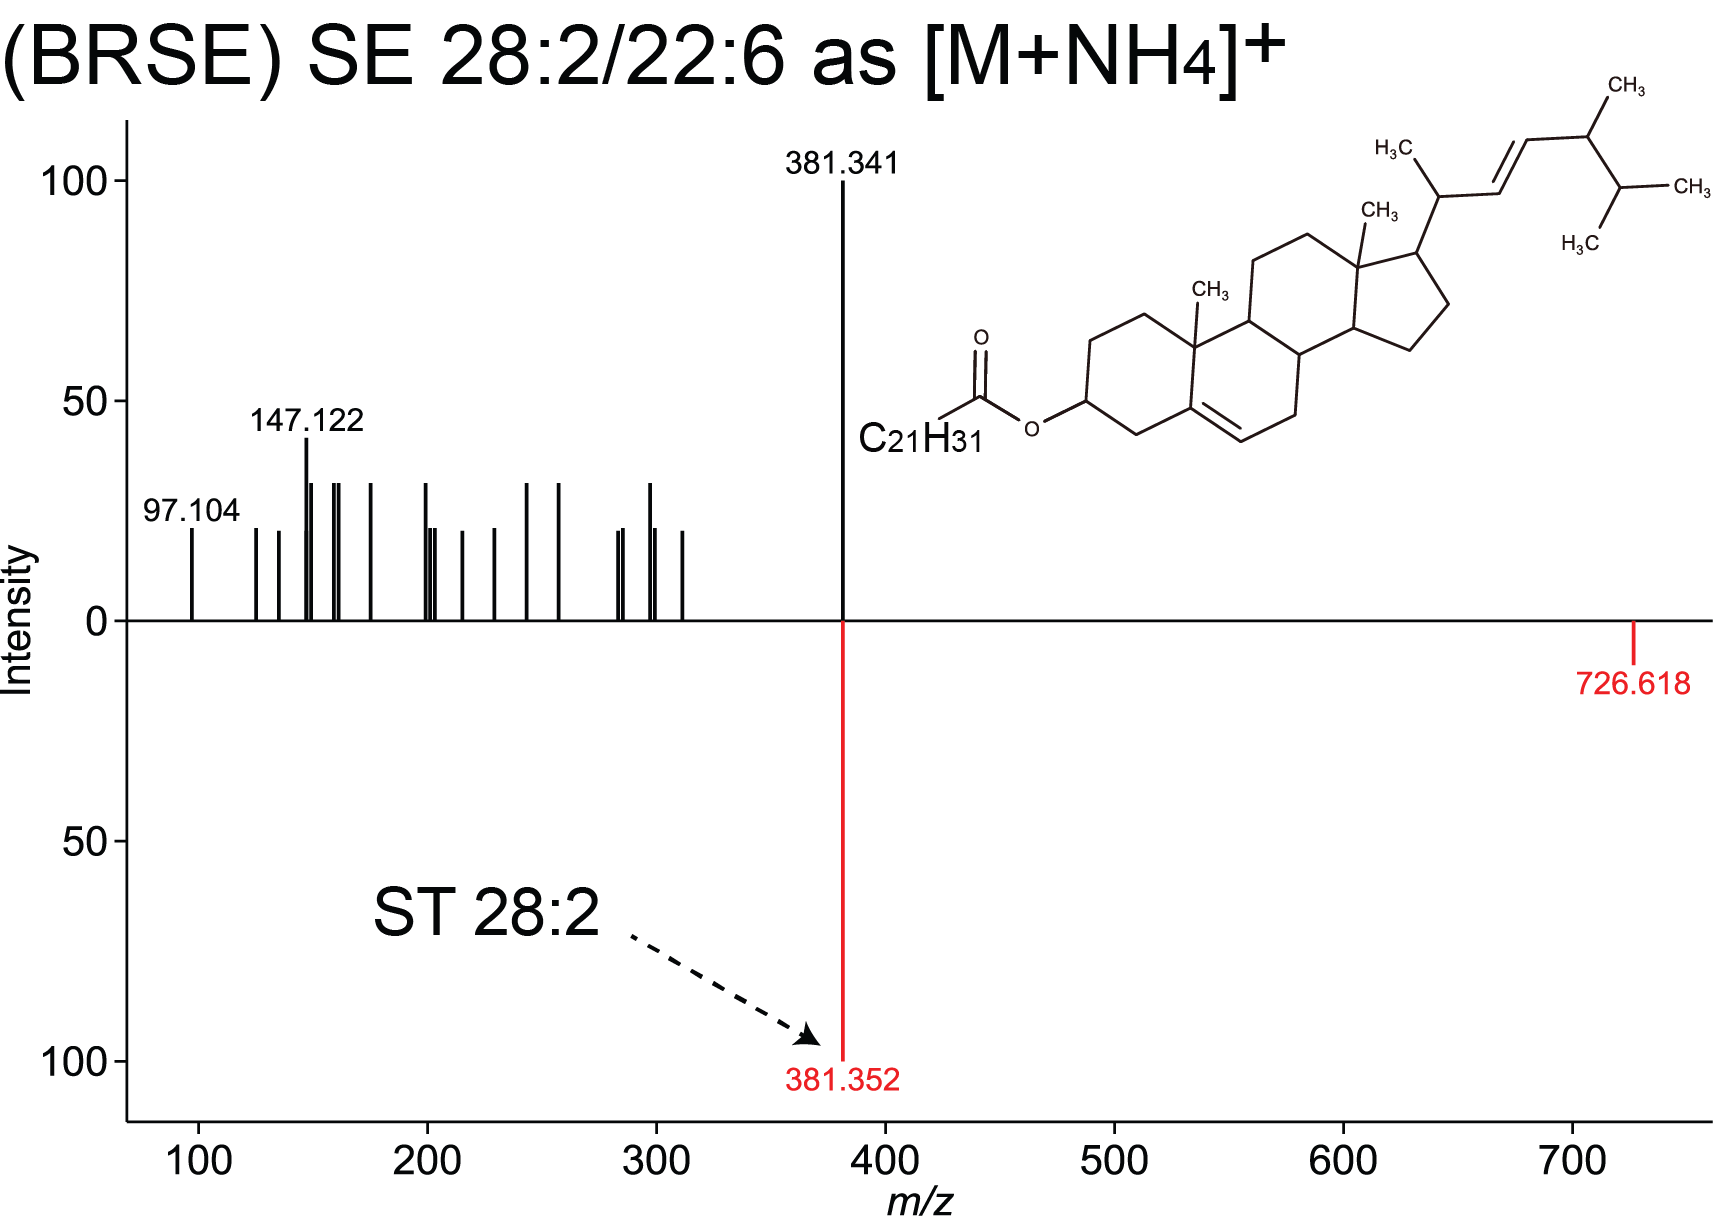 (BRSE) SE 28:2/22:6 as [M+NH4]+
CH3
H3C
CH3
H3C
CH3
CH3
O
O
C21H31
381.341
147.122
97.104
100
50
0
50
100
Intensity
726.618
ST 28:2
381.352
100
200
300
400
500
600
700
m/z